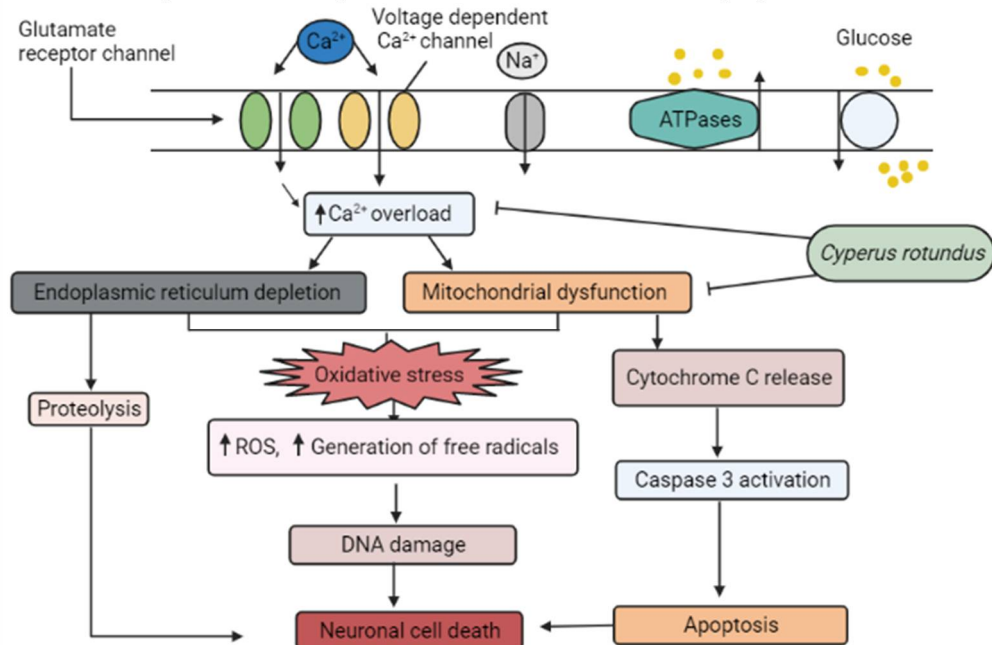 Glutamate
receptor channel
Ca²⁺
Voltage dependent
Ca²⁺ channel
Na⁺
Glucose
ATPases
↑Ca²⁺ overload
Cyperus rotundus
Endoplasmic reticulum depletion
Mitochondrial dysfunction
Oxidative stress
Cytochrome C release
Proteolysis
↑ROS, ↑ Generation of free radicals
Caspase 3 activation
DNA damage
Neuronal cell death
Apoptosis